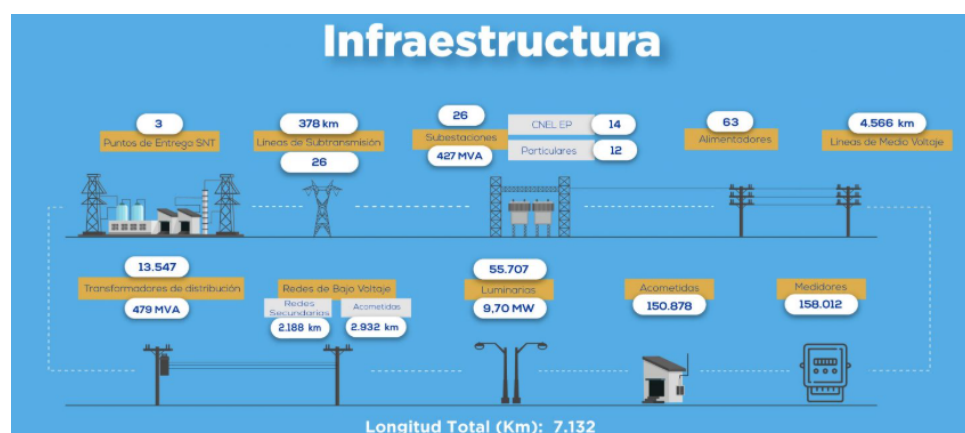 Infraestructura
3
Puntos de Entrega SNT
378 km
Líneas de Subtransmisión
26
26
Subestaciones
427 MVA
CNEL EP 14
Particulares 12
63
Alimentadores
4.566 km
Líneas de Medio Voltaje
13.547
Transformadores de distribución
479 MVA
Redes de Bajo Voltaje
Redes
Secundarias
2.188 km
Acometidas
2.932 km
55.707
Luminarias
9,70 MW
Acometidas
150.878
Medidores
158.012
Longitud Total (Km): 7.132